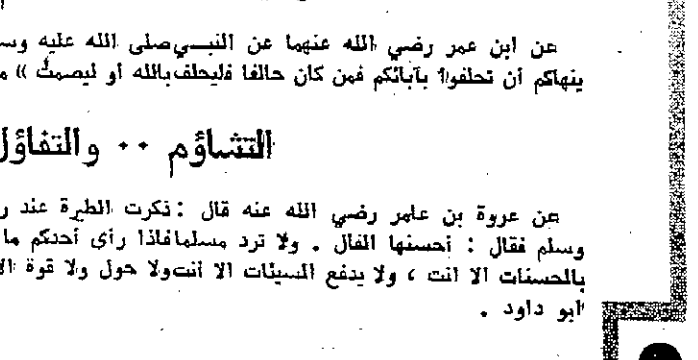 عن ابن عمر رضي الله عنهما عن النبي صلى الله عليه وس
ينهاكم أن تحلفوا بآبائكم فمن كان حالفا فليحلف بالله أو ليصمت » م
التشاؤم ٠٠ والتفاؤل
عن عروة بن عامر رضي الله عنه قال : ذكرت الطيرة عند ر
وسلم فقال : أحسنها الفال . ولا ترد مسلما فاذا رأى أحدكم ما
بالحسنات الا انت ، ولا يدفع السيئات الا انت ولا حول ولا قوة الا
ابو داود .